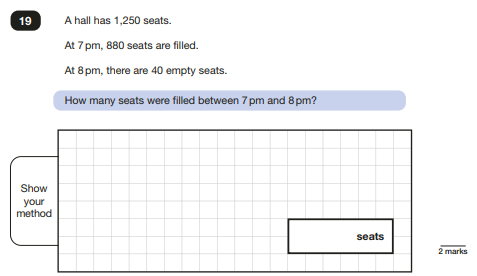 19
A hall has 1,250 seats.
At 7 pm, 880 seats are filled.
At 8 pm, there are 40 empty seats.
How many seats were filled between 7 pm and 8 pm?
Show
your
method
seats
2 marks